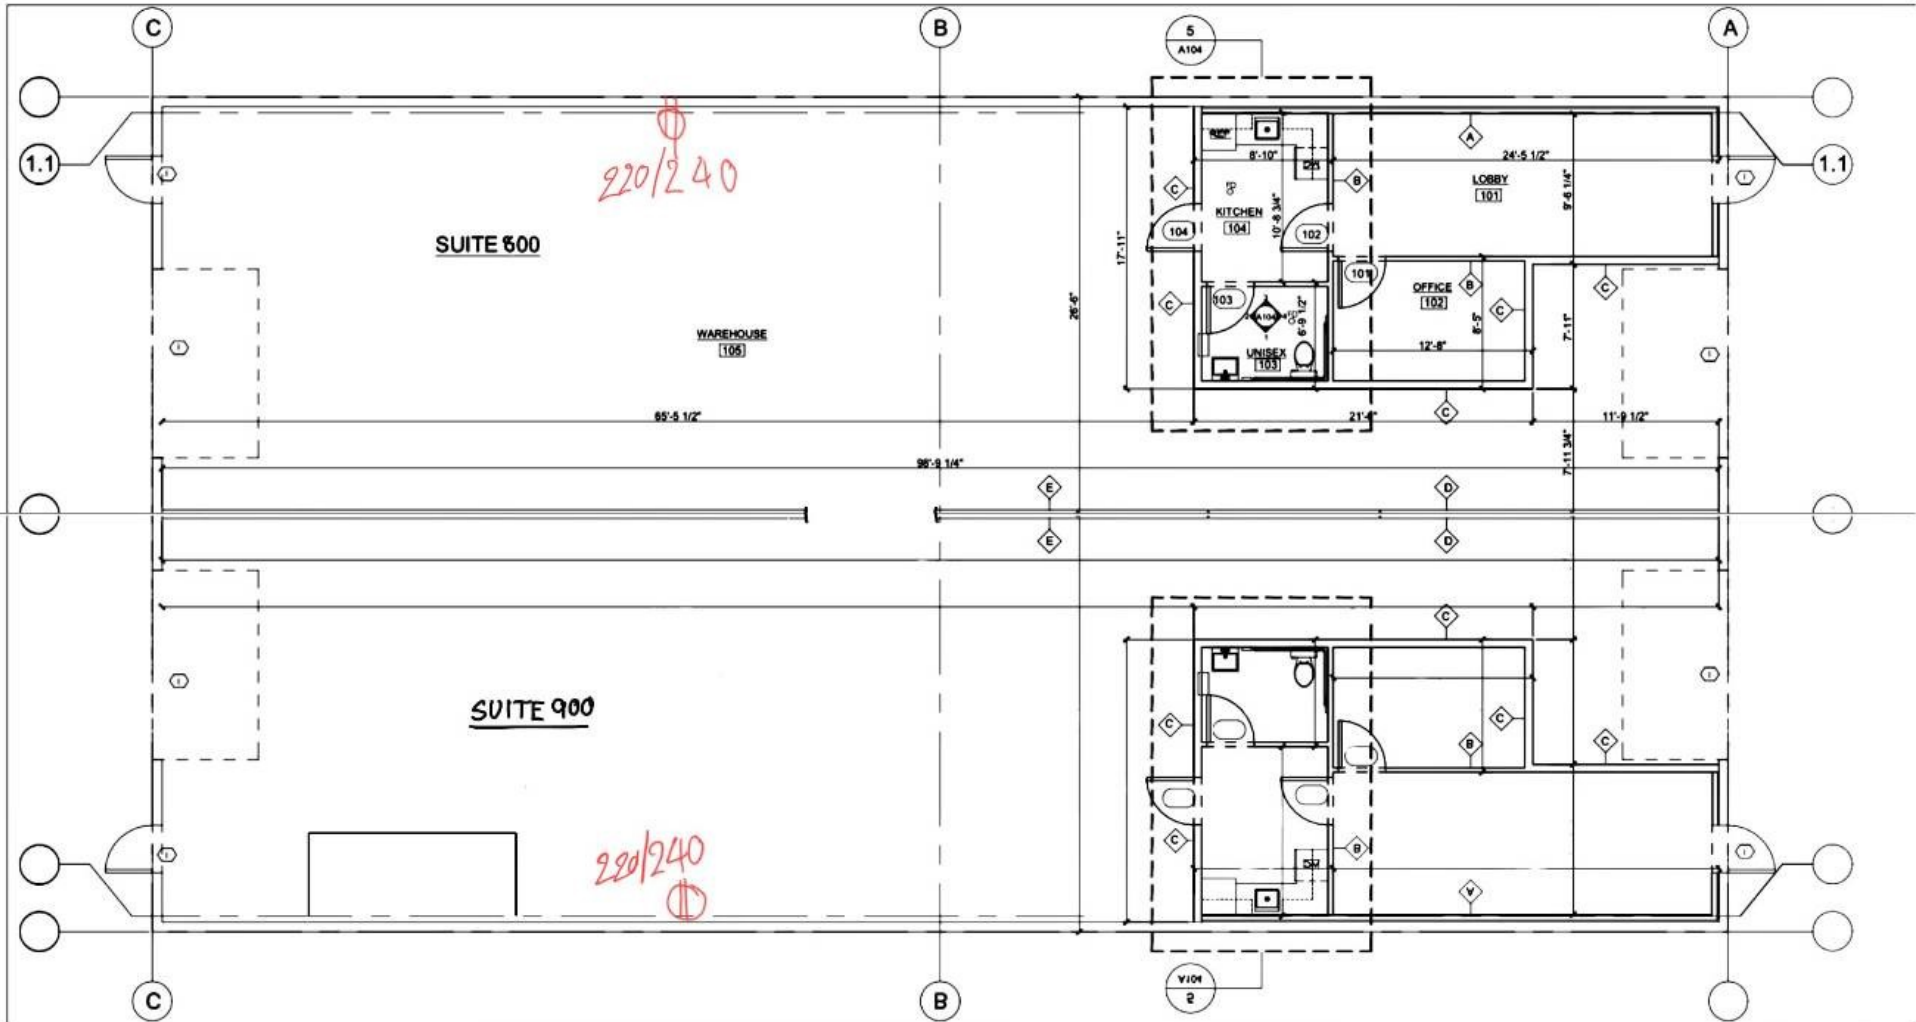 C
B
5
A104
A
1.1
1.1
REF
8'-10"
DW
A
24'-5 1/2"
220/240
C
B
LOBBY
101
9'-6 1/4"
KITCHEN
104
10'-8 3/4"
104
102
SUITE 800
17'-11"
101
OFFICE
102
B
C
C
C
103
A104
6'-9 1/2"
8'-5"
7'-11"
26'-6"
WAREHOUSE
105
UNISEX
103
12'-8"
65'-5 1/2"
21'-6"
C
11'-9 1/2"
7'-11 3/4"
98'-9 1/4"
E
D
E
D
C
SUITE 900
C
C
C
B
220/240
C
B
DW
A
A104
5
C
B